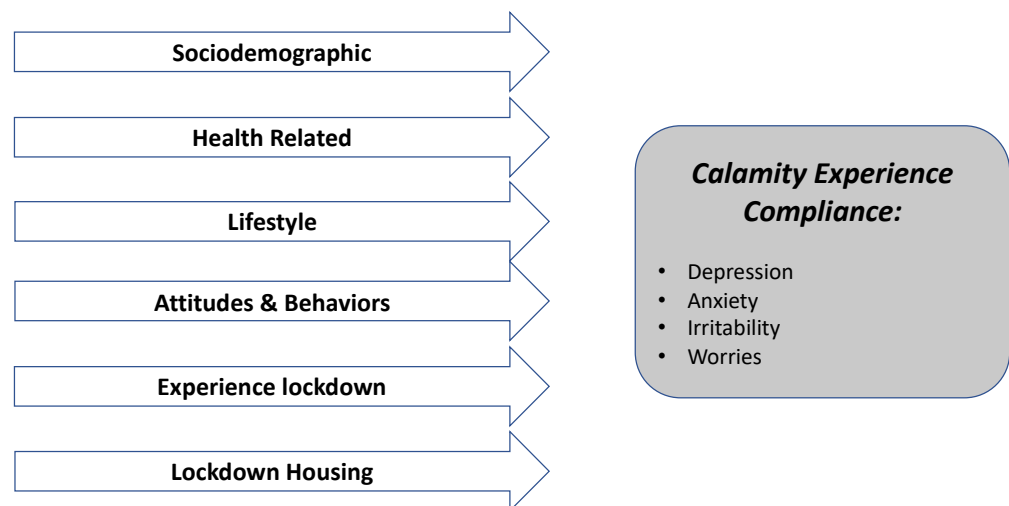 Sociodemographic
Health Related
Lifestyle
Attitudes & Behaviors
Experience lockdown
Lockdown Housing
Calamity Experience
Compliance:
• Depression
• Anxiety
• Irritability
• Worries